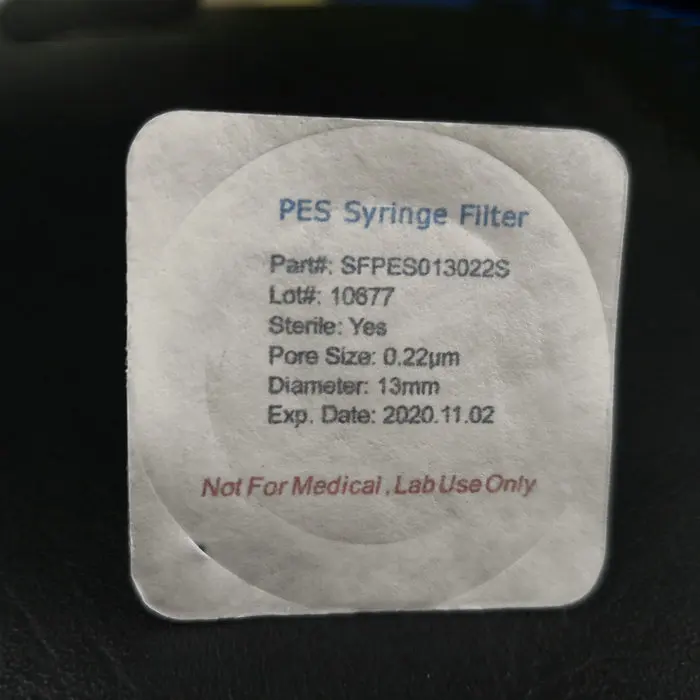 PES Syringe Filter
Part#: SFPES013022S
Lot#: 10677
Sterile: Yes
Pore Size: 0.22μm
Diameter: 13mm
Exp. Date: 2020.11.02
Not For Medical , Lab Use Only